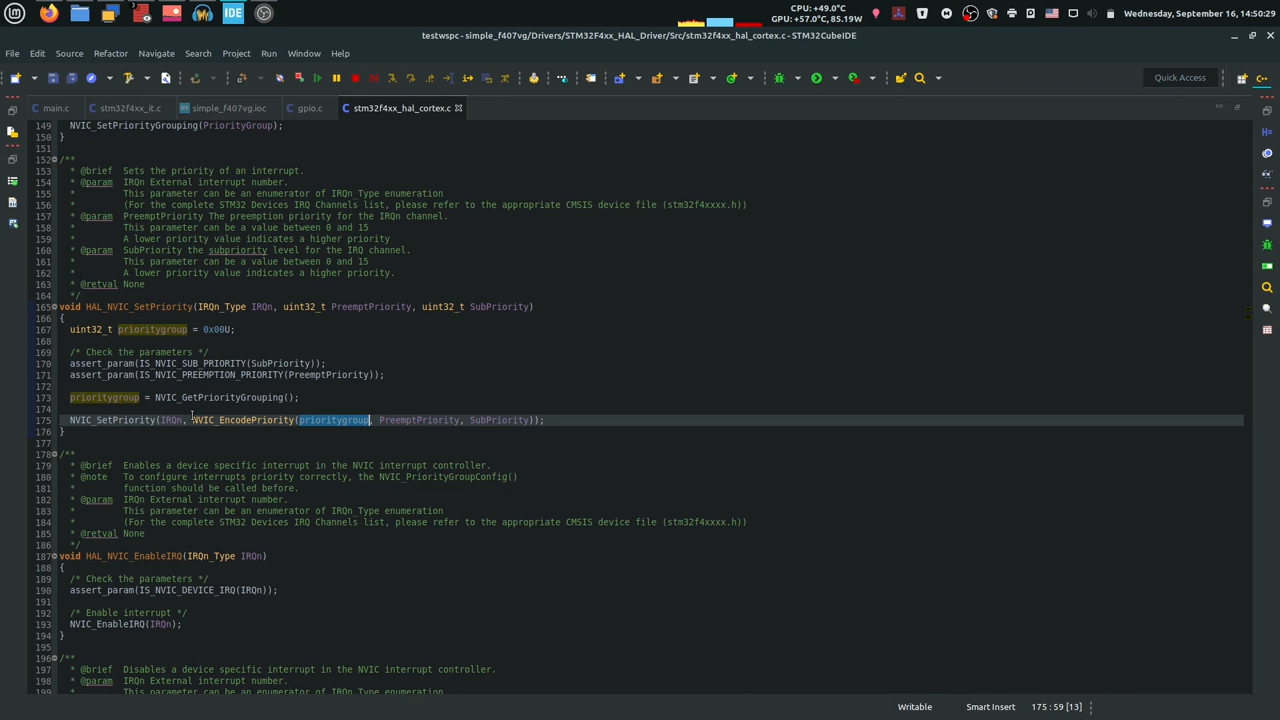 CPU: +49.0°C
GPU: +57.0°C, 85.19W
Wednesday, September 16, 14:50:29
IDE
testwspc - simple_f407vg/Drivers/STM32F4xx_HAL_Driver/Src/stm32f4xx_hal_cortex.c - STM32CubeIDE
File Edit Source Refactor Navigate Search Project Run Window Help
Quick Access
main.c stm32f4xx_it.c simple_f407vg.ioc gpio.c stm32f4xx_hal_cortex.c
149 NVIC_SetPriorityGrouping(PriorityGroup);
150 }
151
152 /**
153 * @brief Sets the priority of an interrupt.
154 * @param IRQn External interrupt number.
155 * This parameter can be an enumerator of IRQn_Type enumeration
156 * (For the complete STM32 Devices IRQ Channels list, please refer to the appropriate CMSIS device file (stm32f4xxxx.h))
157 * @param PreemptPriority The preemption priority for the IRQn channel.
158 * This parameter can be a value between 0 and 15
159 * A lower priority value indicates a higher priority
160 * @param SubPriority the subpriority level for the IRQ channel.
161 * This parameter can be a value between 0 and 15
162 * A lower priority value indicates a higher priority.
163 * @retval None
164 */
165 void HAL_NVIC_SetPriority(IRQn_Type IRQn, uint32_t PreemptPriority, uint32_t SubPriority)
166 {
167 uint32_t prioritygroup = 0x00U;
168
169 /* Check the parameters */
170 assert_param(IS_NVIC_SUB_PRIORITY(SubPriority));
171 assert_param(IS_NVIC_PREEMPTION_PRIORITY(PreemptPriority));
172
173 prioritygroup = NVIC_GetPriorityGrouping();
174
175 NVIC_SetPriority(IRQn, NVIC_EncodePriority(prioritygroup, PreemptPriority, SubPriority));
176 }
177
178 /**
179 * @brief Enables a device specific interrupt in the NVIC interrupt controller.
180 * @note To configure interrupts priority correctly, the NVIC_PriorityGroupConfig()
181 * function should be called before.
182 * @param IRQn External interrupt number.
183 * This parameter can be an enumerator of IRQn_Type enumeration
184 * (For the complete STM32 Devices IRQ Channels list, please refer to the appropriate CMSIS device file (stm32f4xxxx.h))
185 * @retval None
186 */
187 void HAL_NVIC_EnableIRQ(IRQn_Type IRQn)
188 {
189 /* Check the parameters */
190 assert_param(IS_NVIC_DEVICE_IRQ(IRQn));
191
192 /* Enable interrupt */
193 NVIC_EnableIRQ(IRQn);
194 }
195
196 /**
197 * @brief Disables a device specific interrupt in the NVIC interrupt controller.
198 * @param IRQn External interrupt number.
199 * This parameter can be an enumerator of IRQn_Type enumeration
Writable Smart Insert 175 : 59 [13]